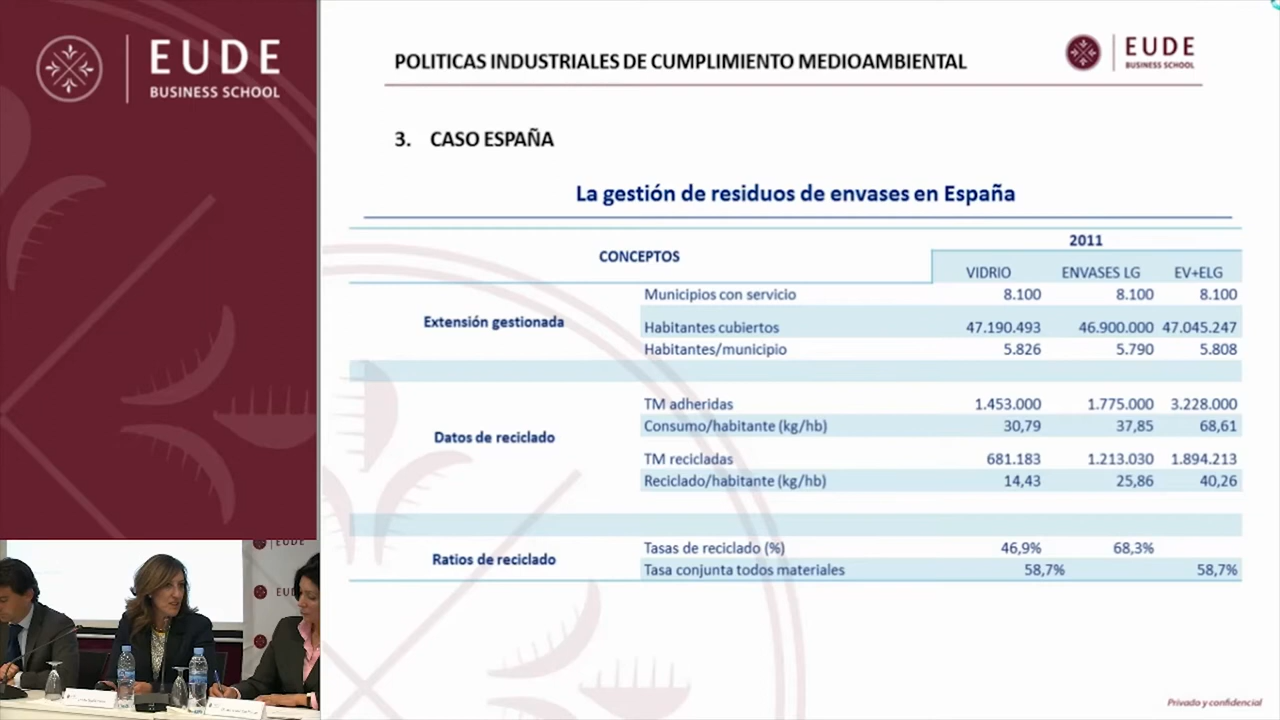 EUDE
BUSINESS SCHOOL
POLITICAS INDUSTRIALES DE CUMPLIMIENTO MEDIOAMBIENTAL
EUDE
BUSINESS SCHOOL
3. CASO ESPAÑA
La gestión de residuos de envases en España
CONCEPTOS
2011
VIDRIO ENVASES LG EV+ELG
Extensión gestionada
Municipios con servicio 8.100 8.100 8.100
Habitantes cubiertos 47.190.493 46.900.000 47.045.247
Habitantes/municipio 5.826 5.790 5.808
Datos de reciclado
TM adheridas 1.453.000 1.775.000 3.228.000
Consumo/habitante (kg/hb) 30,79 37,85 68,61
TM recicladas 681.183 1.213.030 1.894.213
Reciclado/habitante (kg/hb) 14,43 25,86 40,26
Ratios de reciclado
Tasas de reciclado (%) 46,9% 68,3%
Tasa conjunta todos materiales 58,7% 58,7%
EUDE
Privado y confidencial